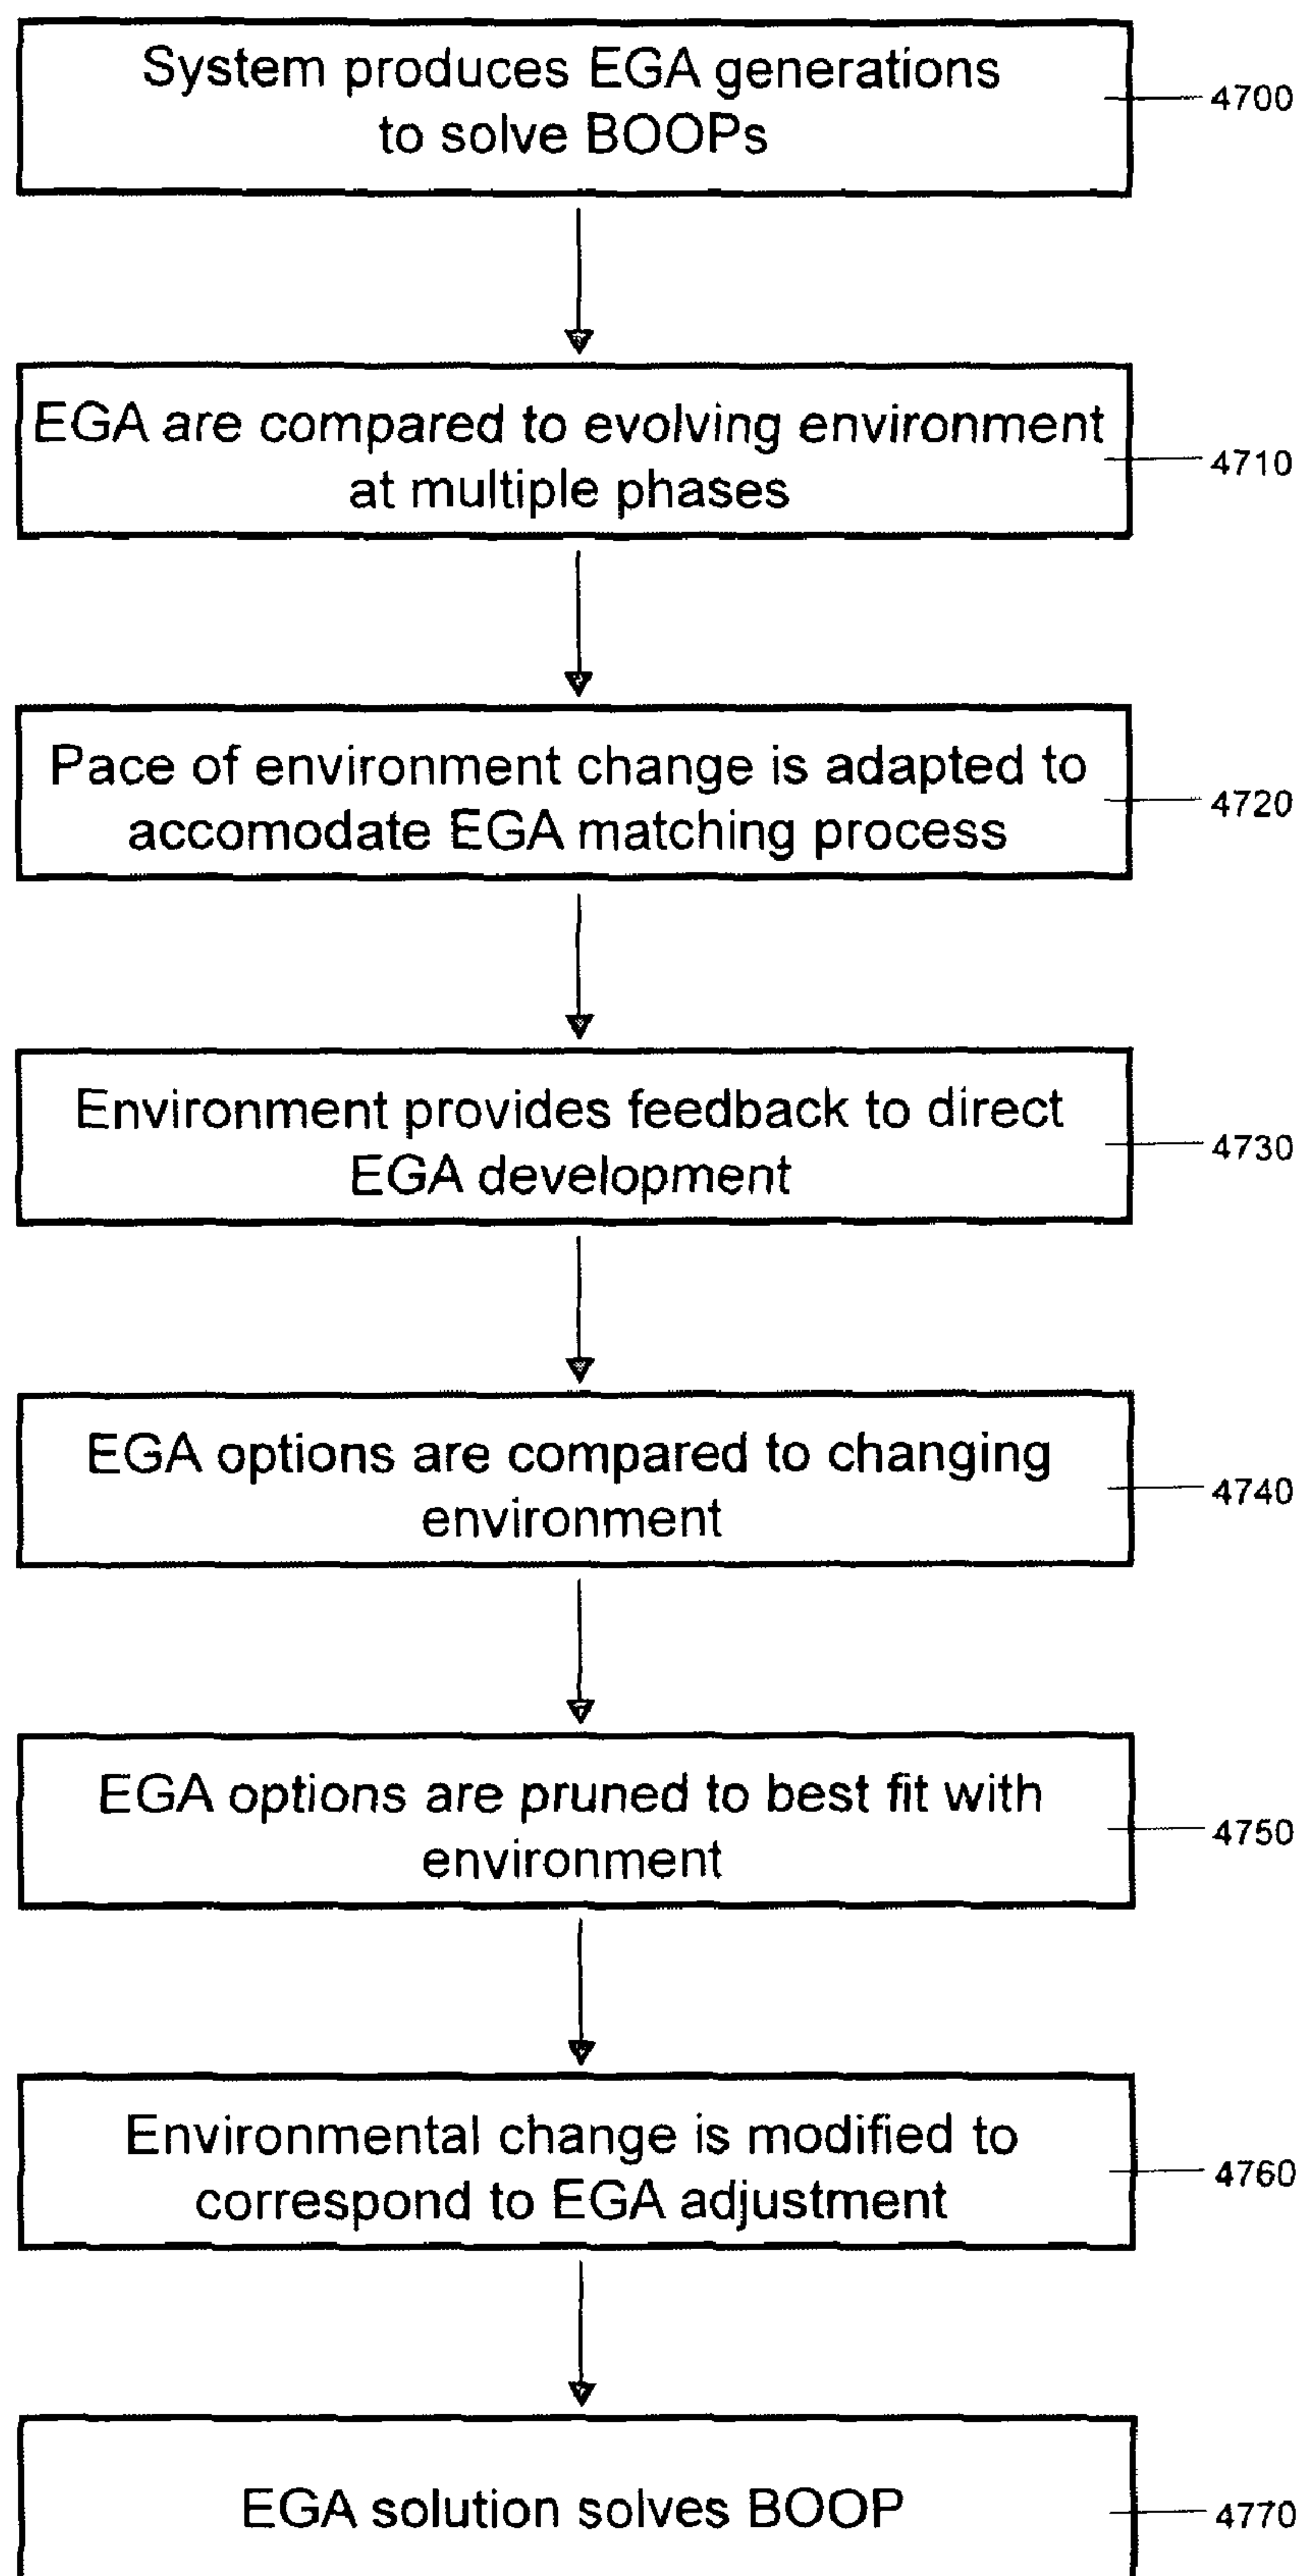 System produces EGA generations
to solve BOOPs
4700
EGA are compared to evolving environment
at multiple phases
4710
Pace of environment change is adapted to
accomodate EGA matching process
4720
Environment provides feedback to direct
EGA development
4730
EGA options are compared to changing
environment
4740
EGA options are pruned to best fit with
environment
4750
Environmental change is modified to
correspond to EGA adjustment
4760
EGA solution solves BOOP
4770